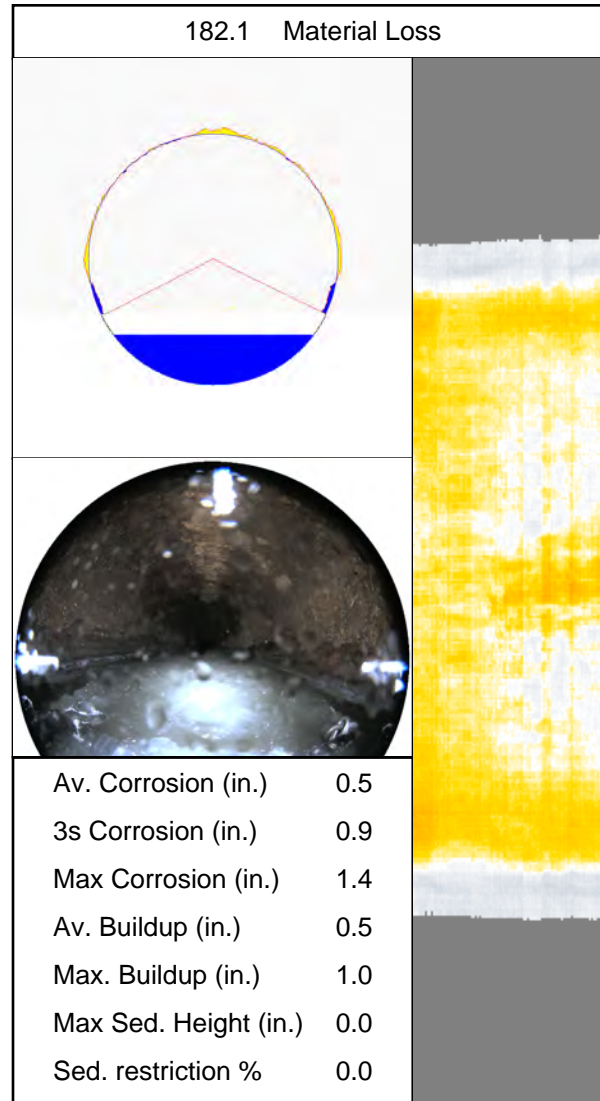 182.1 Material Loss
Av. Corrosion (in.) 0.5
3s Corrosion (in.) 0.9
Max Corrosion (in.) 1.4
Av. Buildup (in.) 0.5
Max. Buildup (in.) 1.0
Max Sed. Height (in.) 0.0
Sed. restriction % 0.0